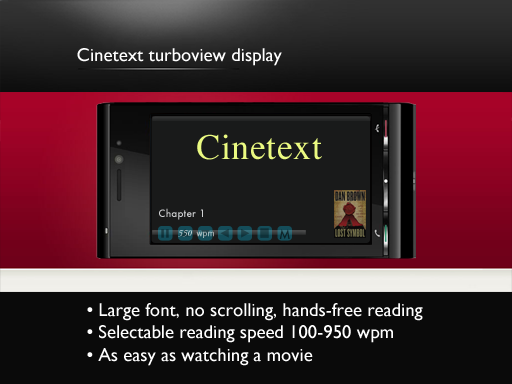 Cinetext turboview display
Cinetext
Chapter 1
550 wpm
M
DAN BROWN
LOST SYMBOL
• Large font, no scrolling, hands-free reading
• Selectable reading speed 100-950 wpm
• As easy as watching a movie